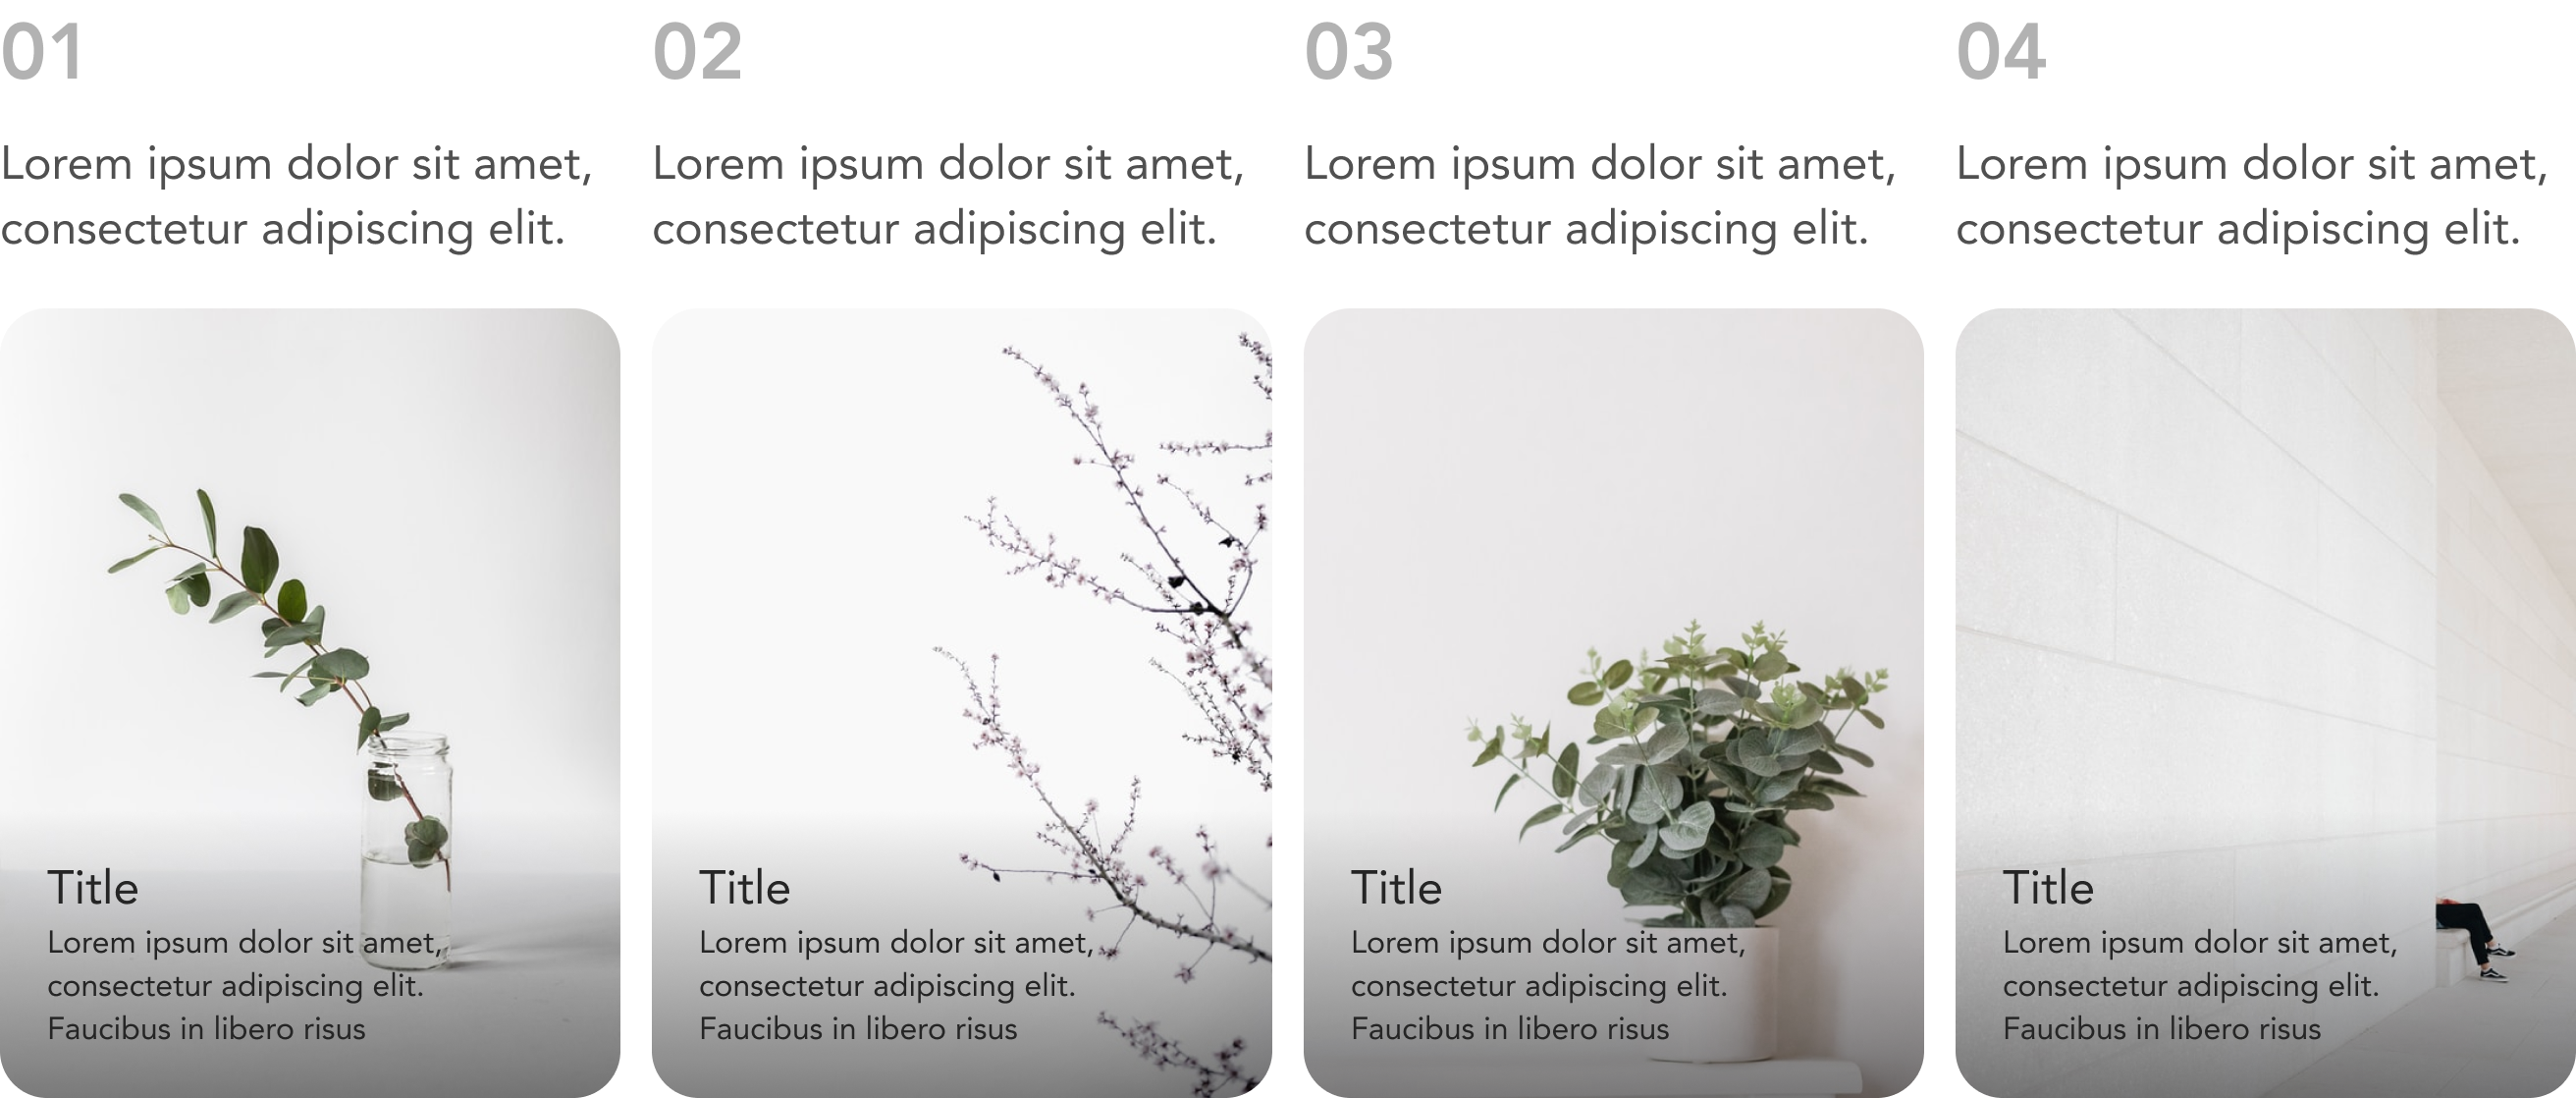 01
Lorem ipsum dolor sit amet,
consectetur adipiscing elit.
Title
Lorem ipsum dolor sit amet,
consectetur adipiscing elit.
Faucibus in libero risus
02
Lorem ipsum dolor sit amet,
consectetur adipiscing elit.
Title
Lorem ipsum dolor sit amet,
consectetur adipiscing elit.
Faucibus in libero risus
03
Lorem ipsum dolor sit amet,
consectetur adipiscing elit.
Title
Lorem ipsum dolor sit amet,
consectetur adipiscing elit.
Faucibus in libero risus
04
Lorem ipsum dolor sit amet,
consectetur adipiscing elit.
Title
Lorem ipsum dolor sit amet,
consectetur adipiscing elit.
Faucibus in libero risus